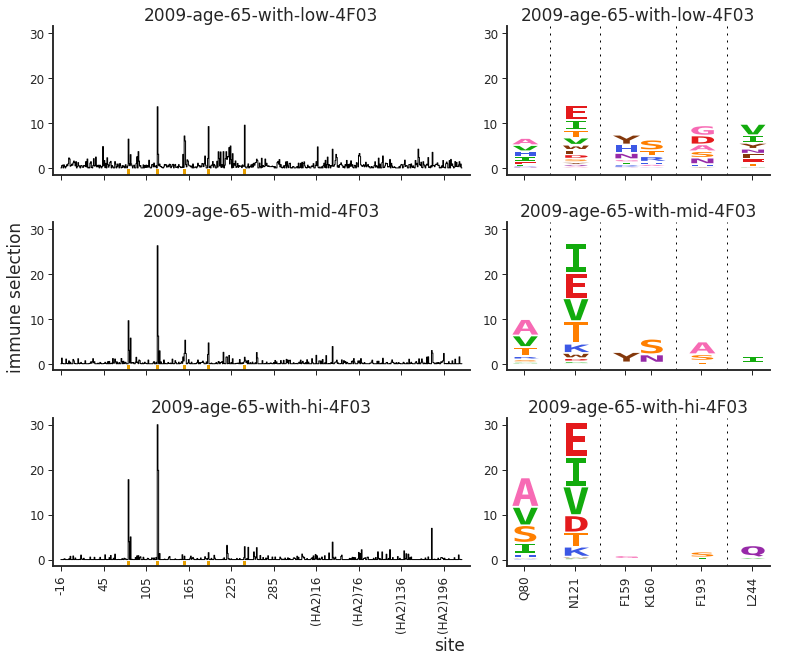 2009-age-65-with-low-4F03
2009-age-65-with-low-4F03
30
20
10
0
30
20
10
0
A
V
E
I
T
V
Y
H
N
S
T
R
G
D
A
S
N
V
I
Y
N
2009-age-65-with-mid-4F03
2009-age-65-with-mid-4F03
immune selection
30
20
10
0
30
20
10
0
A
V
T
I
E
V
T
K
W
Y
S
N
A
S
I
2009-age-65-with-hi-4F03
2009-age-65-with-hi-4F03
30
20
10
0
30
20
10
0
A
V
S
I
E
I
V
D
T
K
S
Q
-16
45
105
165
225
285
(HA2)16
(HA2)76
(HA2)136
(HA2)196
Q80
N121
F159
K160
F193
L244
site